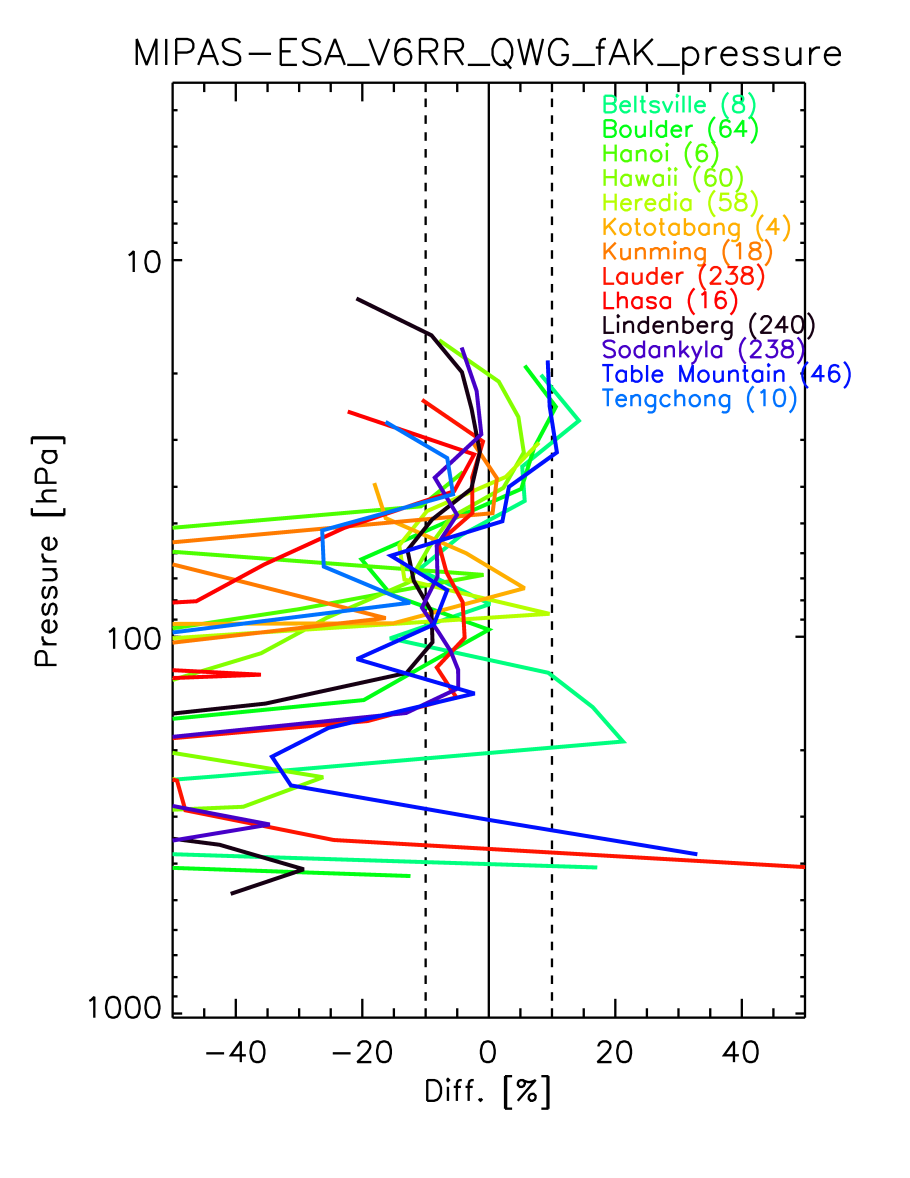 MIPAS−ESA_V6RR_QWG_fAK_pressure
Beltsville (8)
Boulder (64)
Hanoi (6)
Hawaii (60)
Heredia (58)
Kototabang (4)
Kunming (18)
Lauder (238)
Lhasa (16)
Lindenberg (240)
Sodankyla (238)
Table Mountain (46)
Tengchong (10)
10
100
1000
Pressure [hPa]
−40 −20 0 20 40
Diff. [%]